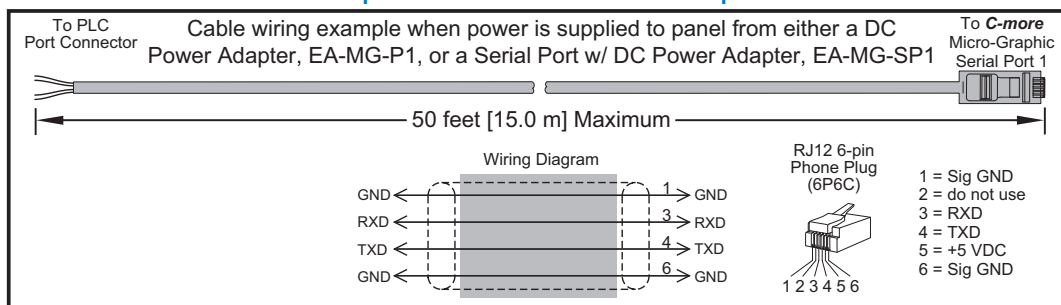 To PLC
Port Connector
Cable wiring example when power is supplied to panel from either a DC
Power Adapter, EA-MG-P1, or a Serial Port w/ DC Power Adapter, EA-MG-SP1
To C-more
Micro-Graphic
Serial Port 1
50 feet [15.0 m] Maximum
Wiring Diagram
GND 1 GND
RXD 3 RXD
TXD 4 TXD
GND 6 GND
RJ12 6-pin
Phone Plug
(6P6C)
1 2 3 4 5 6
1 = Sig GND
2 = do not use
3 = RXD
4 = TXD
5 = +5 VDC
6 = Sig GND